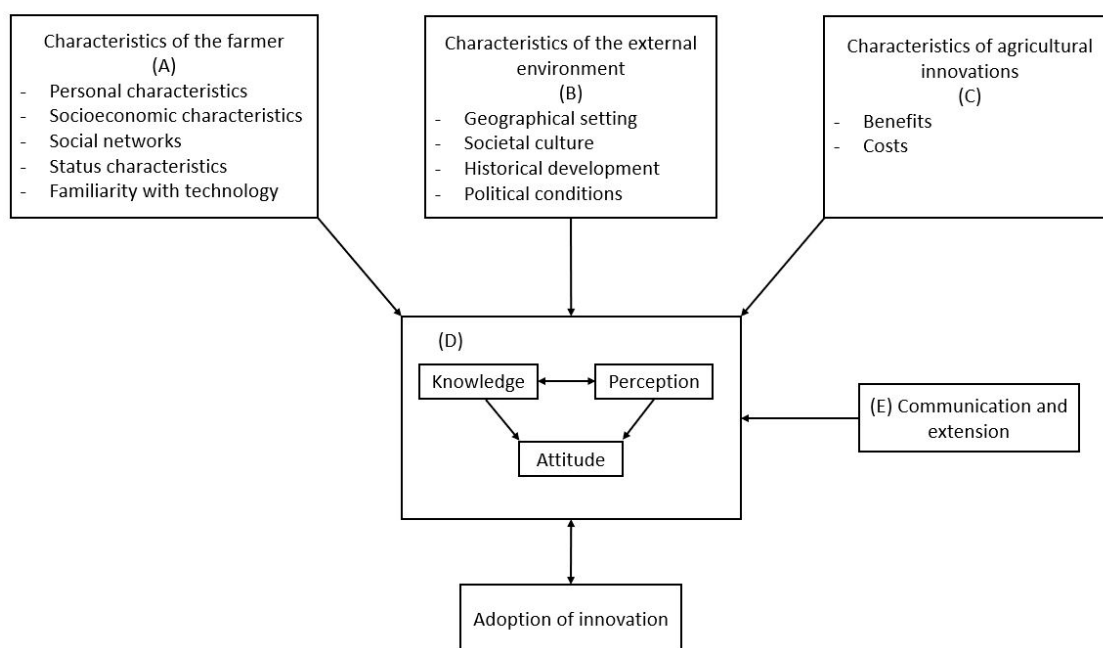 Characteristics of the farmer
(A)
- Personal characteristics
- Socioeconomic characteristics
- Social networks
- Status characteristics
- Familiarity with technology
Characteristics of the external
environment
(B)
- Geographical setting
- Societal culture
- Historical development
- Political conditions
Characteristics of agricultural
innovations
(C)
- Benefits
- Costs
(D)
Knowledge
Perception
Attitude
(E) Communication and
extension
Adoption of innovation